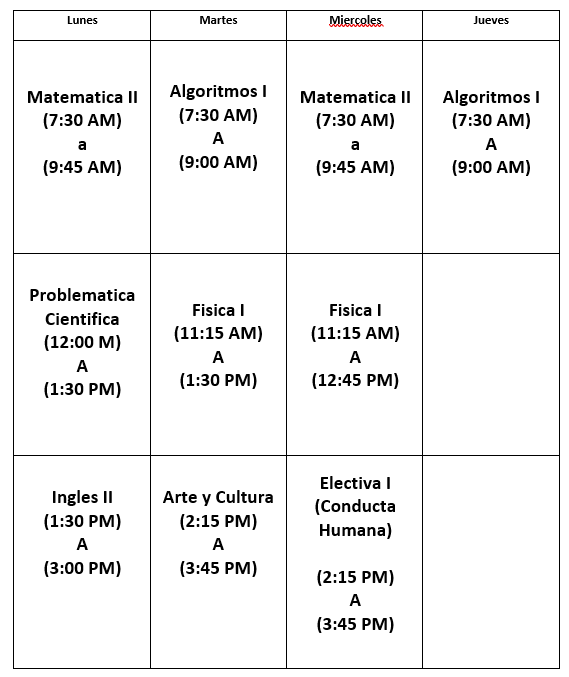 Lunes
Martes
Miercoles
Jueves
Matematica II
(7:30 AM)
a
(9:45 AM)
Algoritmos I
(7:30 AM)
A
(9:00 AM)
Matematica II
(7:30 AM)
a
(9:45 AM)
Algoritmos I
(7:30 AM)
A
(9:00 AM)
Problematica
Cientifica
(12:00 M)
A
(1:30 PM)
Fisica I
(11:15 AM)
A
(1:30 PM)
Fisica I
(11:15 AM)
A
(12:45 PM)
Ingles II
(1:30 PM)
A
(3:00 PM)
Arte y Cultura
(2:15 PM)
A
(3:45 PM)
Electiva I
(Conducta
Humana)
(2:15 PM)
A
(3:45 PM)